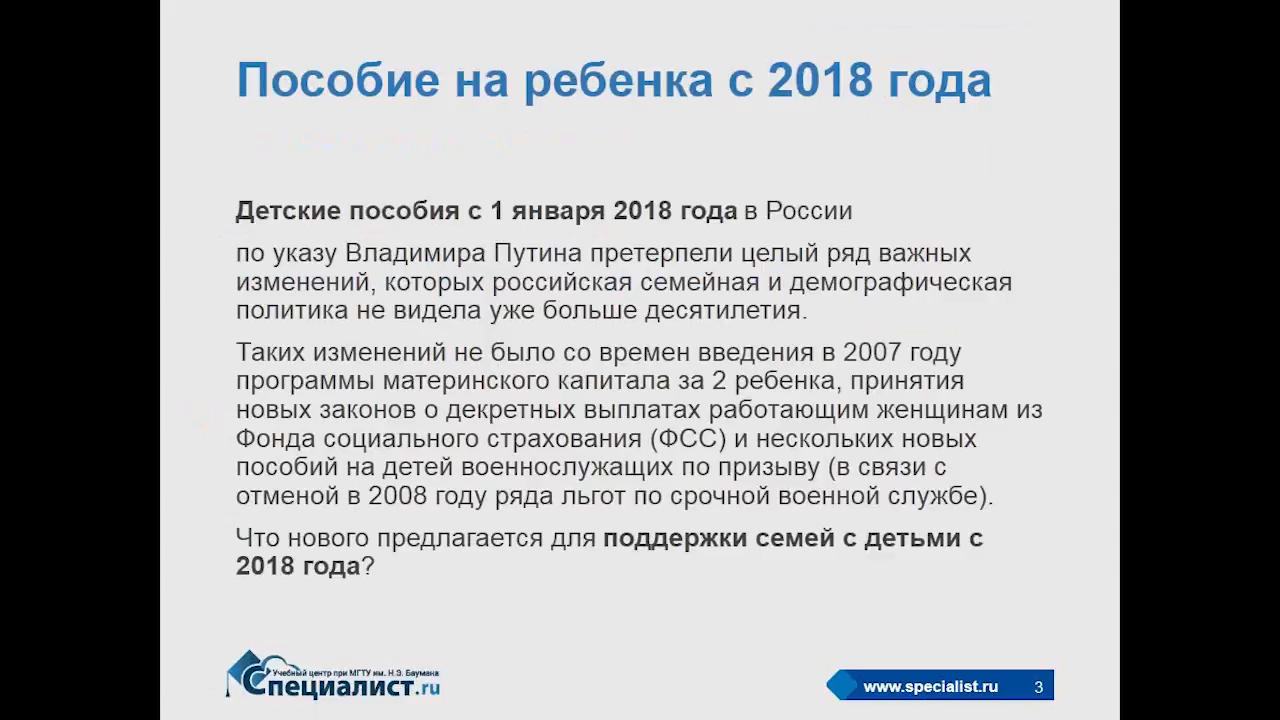 Пособие на ребенка с 2018 года
Детские пособия с 1 января 2018 года в России
по указу Владимира Путина претерпели целый ряд важных
изменений, которых российская семейная и демографическая
политика не видела уже больше десятилетия.
Таких изменений не было со времен введения в 2007 году
программы материнского капитала за 2 ребенка, принятия
новых законов о декретных выплатах работающим женщинам из
Фонда социального страхования (ФСС) и нескольких новых
пособий на детей военнослужащих по призыву (в связи с
отменой в 2008 году ряда льгот по срочной военной службе).
Что нового предлагается для поддержки семей с детьми с
2018 года?
Учебный центр при МГТУ им. Н.Э. Баумана
Специалист.ru
www.specialist.ru 3